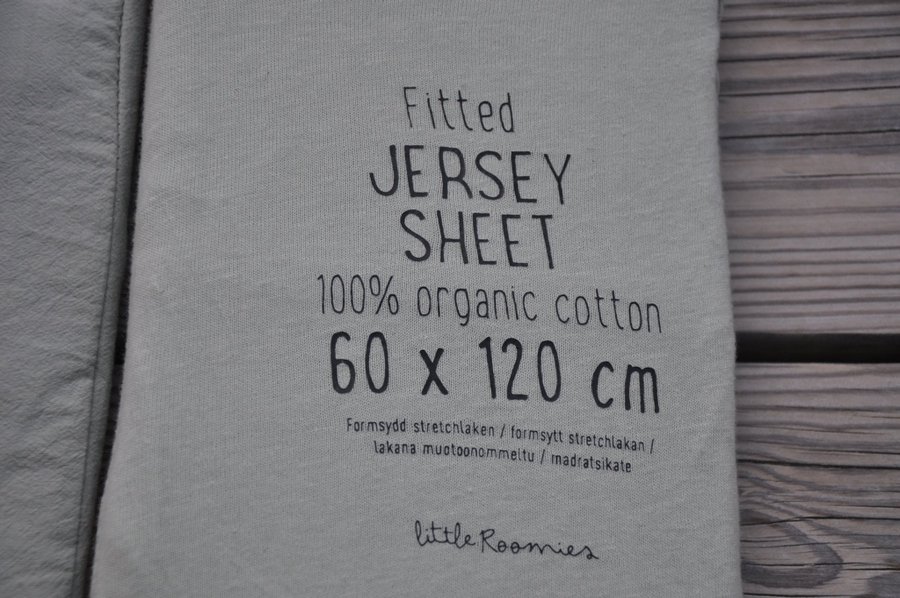 Fitted
JERSEY
SHEET
100% organic cotton
60 x 120 cm
Formsydd stretchlaken / formsytt stretchlakan /
lakana muotoonommeltu / madratsikate
little Roomies